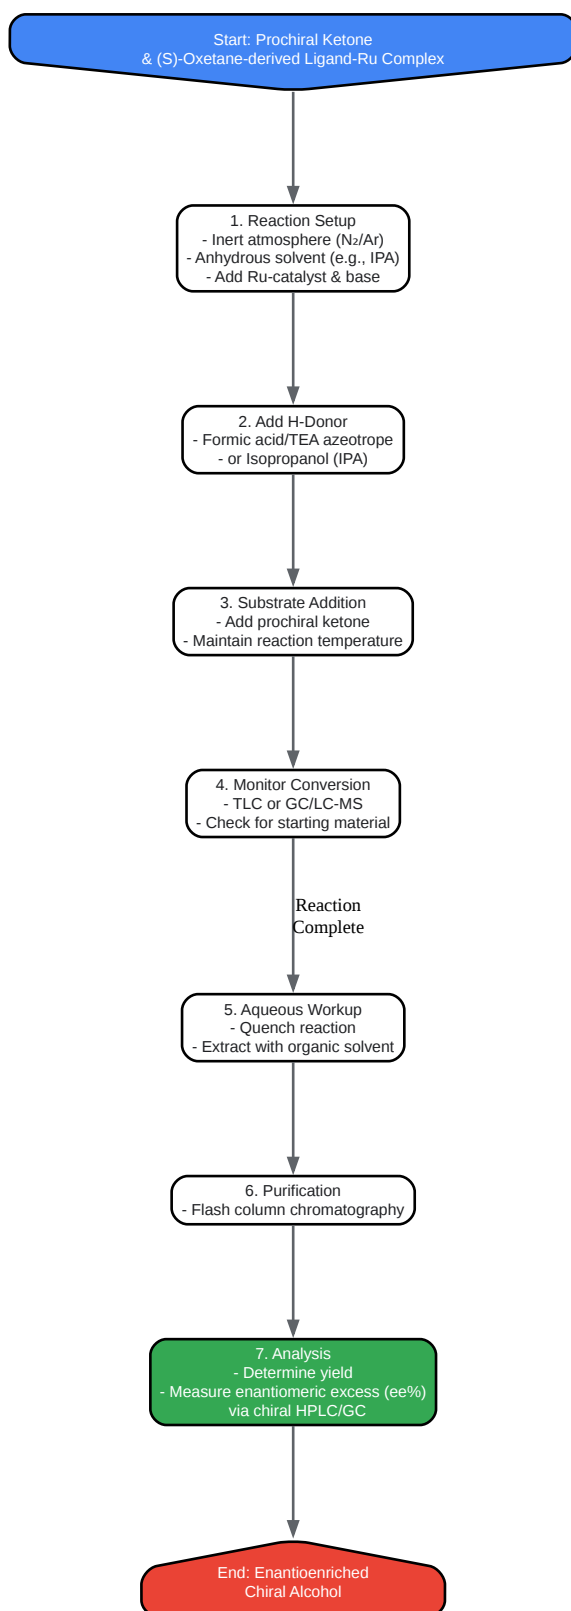 Start: Prochiral Ketone
& (S)-Oxetane-derived Ligand-Ru Complex
1. Reaction Setup
- Inert atmosphere (N₂/Ar)
- Anhydrous solvent (e.g., IPA)
- Add Ru-catalyst & base
2. Add H-Donor
- Formic acid/TEA azeotrope
- or Isopropanol (IPA)
3. Substrate Addition
- Add prochiral ketone
- Maintain reaction temperature
4. Monitor Conversion
- TLC or GC/LC-MS
- Check for starting material
Reaction
Complete
5. Aqueous Workup
- Quench reaction
- Extract with organic solvent
6. Purification
- Flash column chromatography
7. Analysis
- Determine yield
- Measure enantiomeric excess (ee%)
via chiral HPLC/GC
End: Enantioenriched
Chiral Alcohol